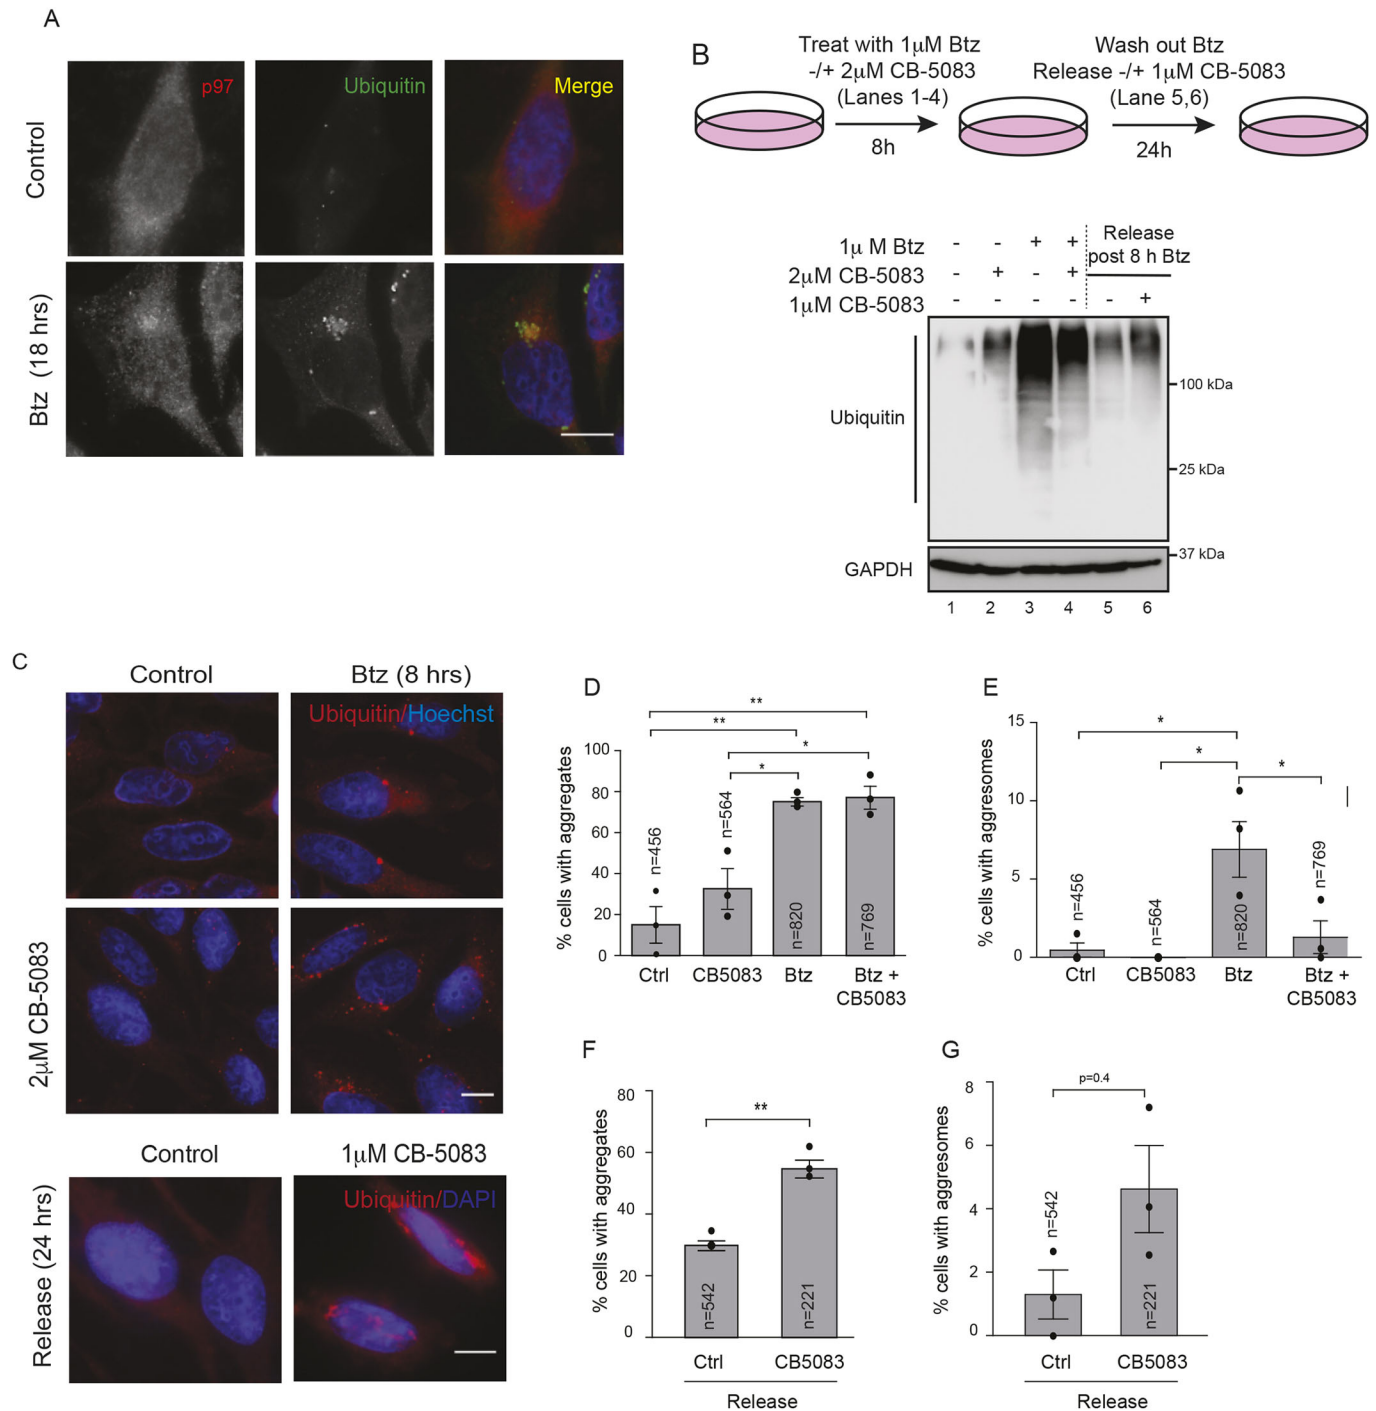 A
p97
Ubiquitin
Merge
Control
Btz (18 hrs)
B
Treat with 1μM Btz
-/+ 2μM CB-5083
(Lanes 1-4)
8h
Wash out Btz
Release -/+ 1μM CB-5083
(Lane 5,6)
24h
1μ M Btz - - + +
2μM CB-5083 - + - +
1μM CB-5083 - - - - - +
Release
post 8 h Btz
Ubiquitin
100 kDa
25 kDa
GAPDH
37 kDa
1 2 3 4 5 6
C
Control
Btz (8 hrs)
Ubiquitin/Hoechst
2μM CB-5083
Control
1μM CB-5083
Ubiquitin/DAPI
Release (24 hrs)
D
% cells with aggregates
100
80
60
40
20
0
**
**
*
*
n=456
n=564
n=820
n=769
Ctrl
CB5083
Btz
Btz +
CB5083
E
% cells with aggresomes
15
10
5
0
*
*
*
n=456
n=564
n=820
n=769
Ctrl
CB5083
Btz
Btz +
CB5083
F
% cells with aggregates
80
60
40
20
0
**
n=542
n=221
Ctrl
CB5083
Release
G
% cells with aggresomes
8
6
4
2
0
p=0.4
n=542
n=221
Ctrl
CB5083
Release